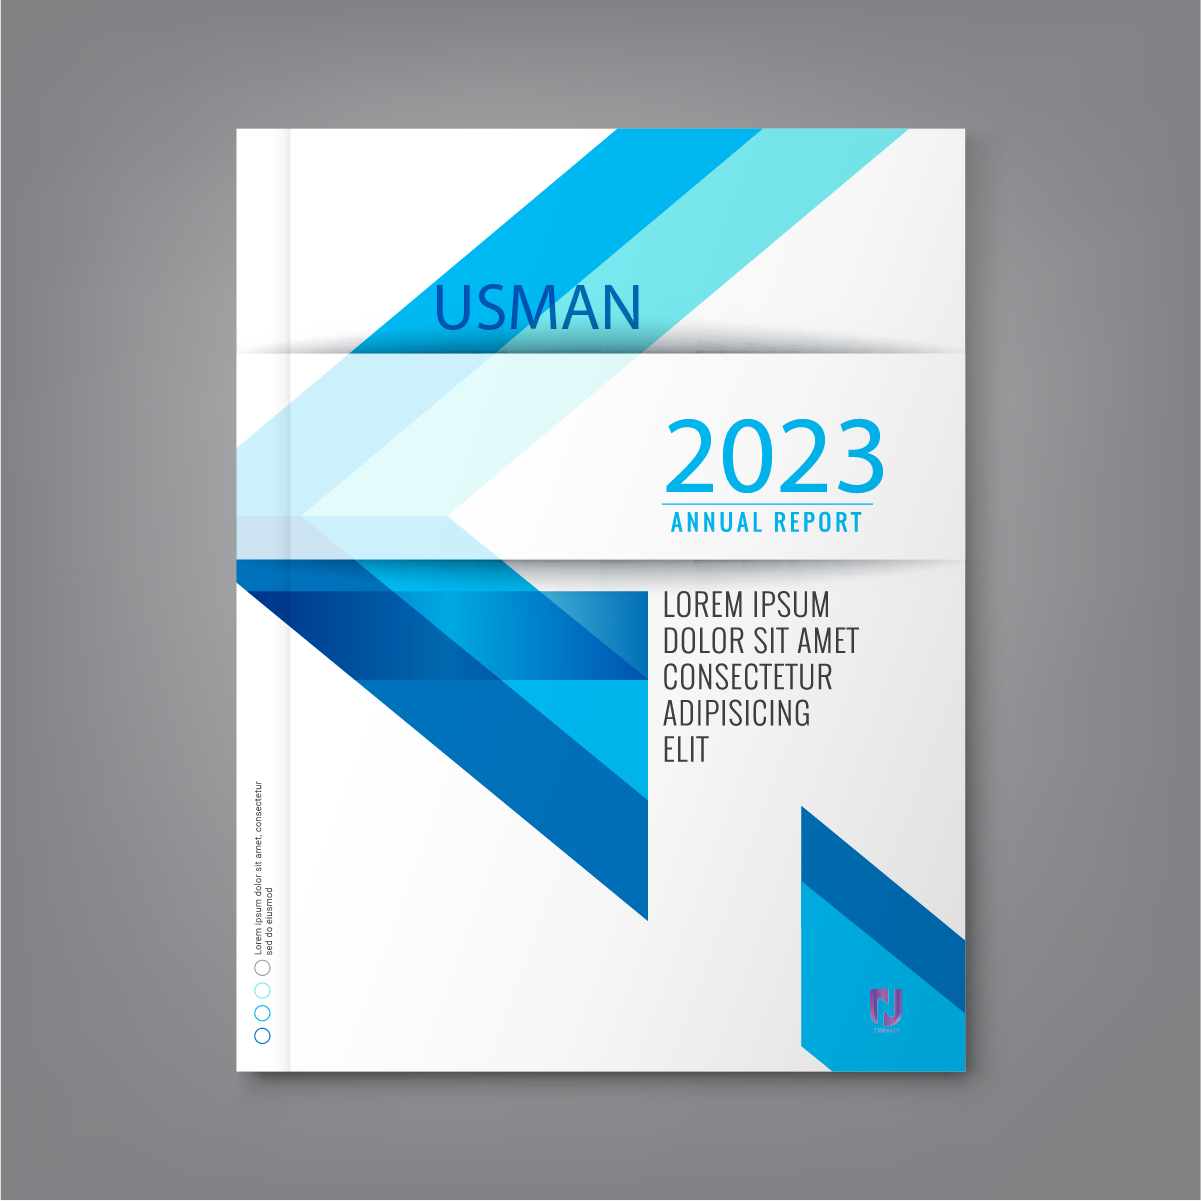 USMAN
2023
ANNUAL REPORT
LOREM IPSUM
DOLOR SIT AMET
CONSECTETUR
ADIPISICING
ELIT
Lorem ipsum dolor sit amet, consectetur
sed do eiusmod